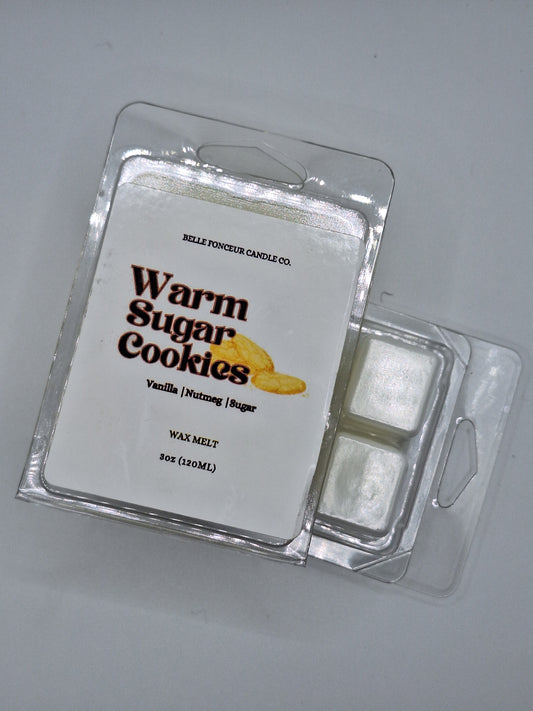 BELLE FONCEUR CANDLE CO.
Warm
Sugar
Cookies
Vanilla | Nutmeg | Sugar
WAX MELT
3oz (120ML)